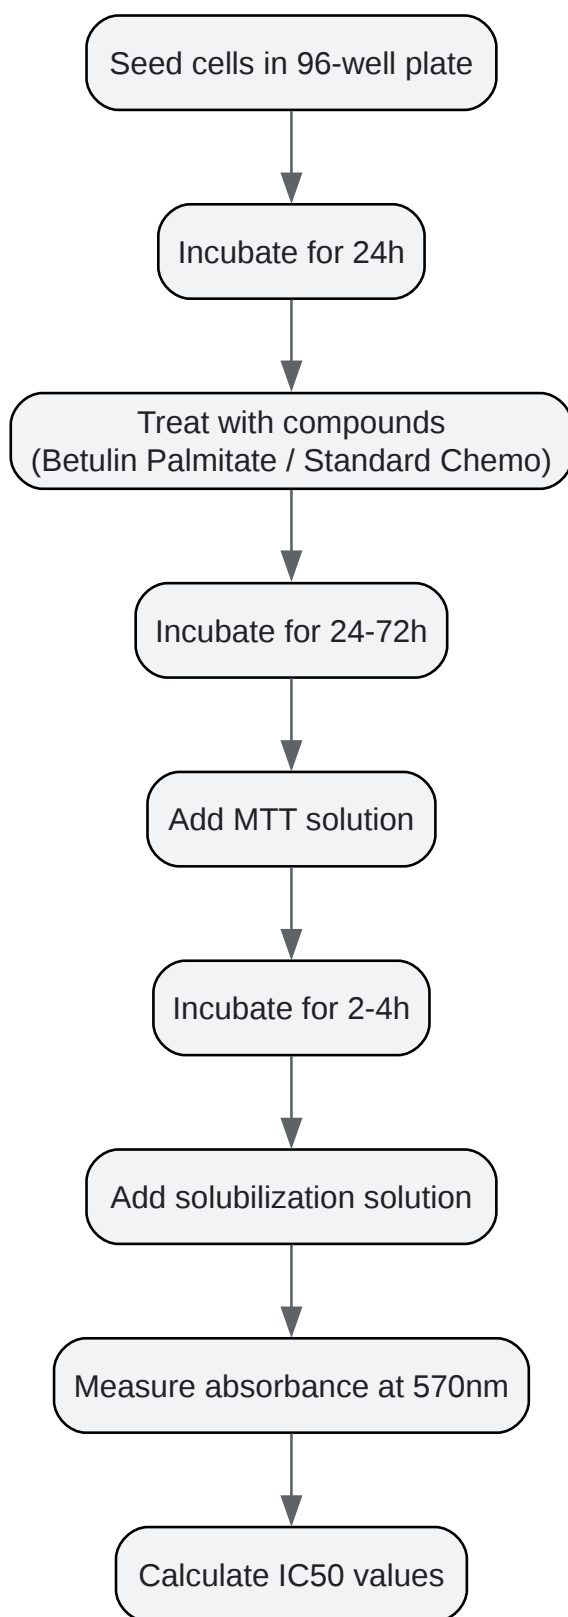 Seed cells in 96-well plate
Incubate for 24h
Treat with compounds
(Betulin Palmitate / Standard Chemo)
Incubate for 24-72h
Add MTT solution
Incubate for 2-4h
Add solubilization solution
Measure absorbance at 570nm
Calculate IC50 values